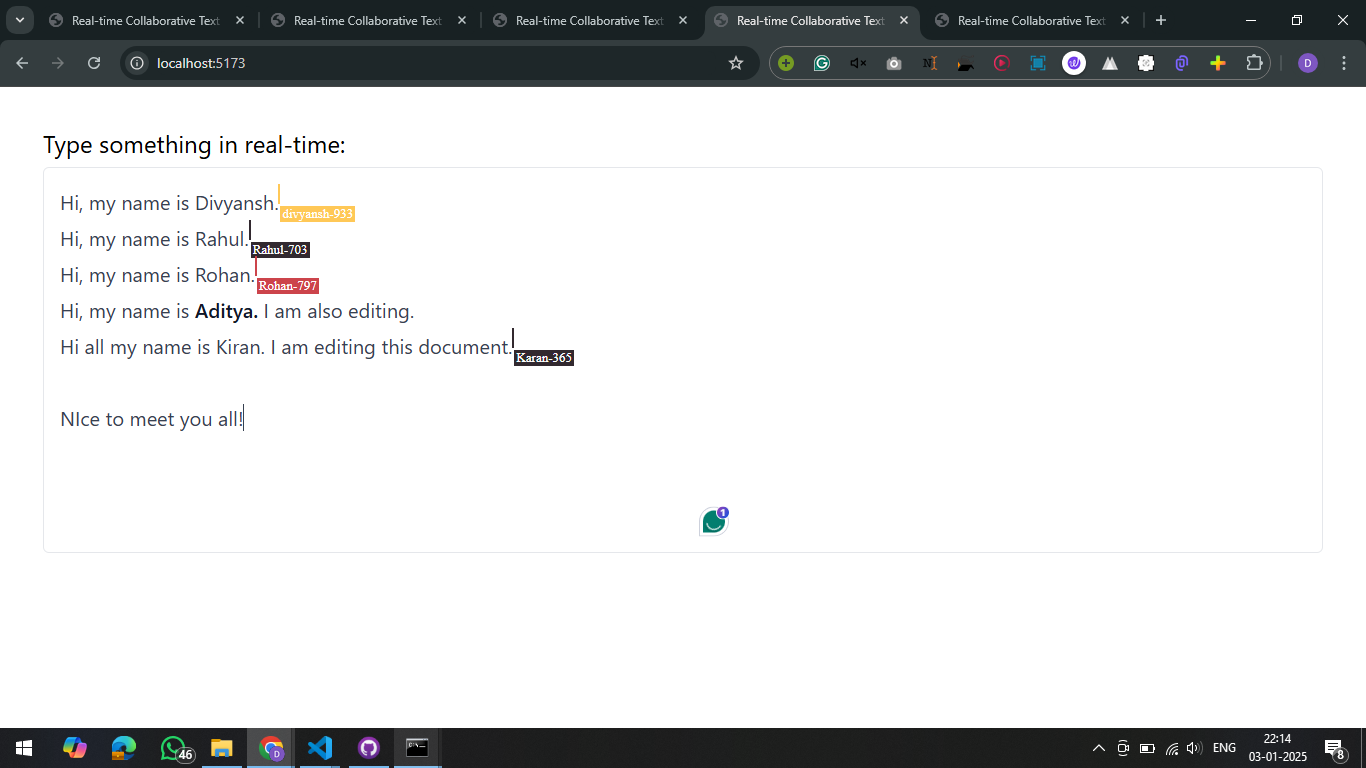 Real-time Collaborative Text
Real-time Collaborative Text
Real-time Collaborative Text
Real-time Collaborative Text
Real-time Collaborative Text
localhost:5173
D
Type something in real-time:
Hi, my name is Divyansh.
divyansh-933
Hi, my name is Rahul.
Rahul-703
Hi, my name is Rohan.
Rohan-797
Hi, my name is Aditya. I am also editing.
Hi all my name is Kiran. I am editing this document.
Karan-365
NIce to meet you all!
1
46
D
ENG
22:14
03-01-2025
8